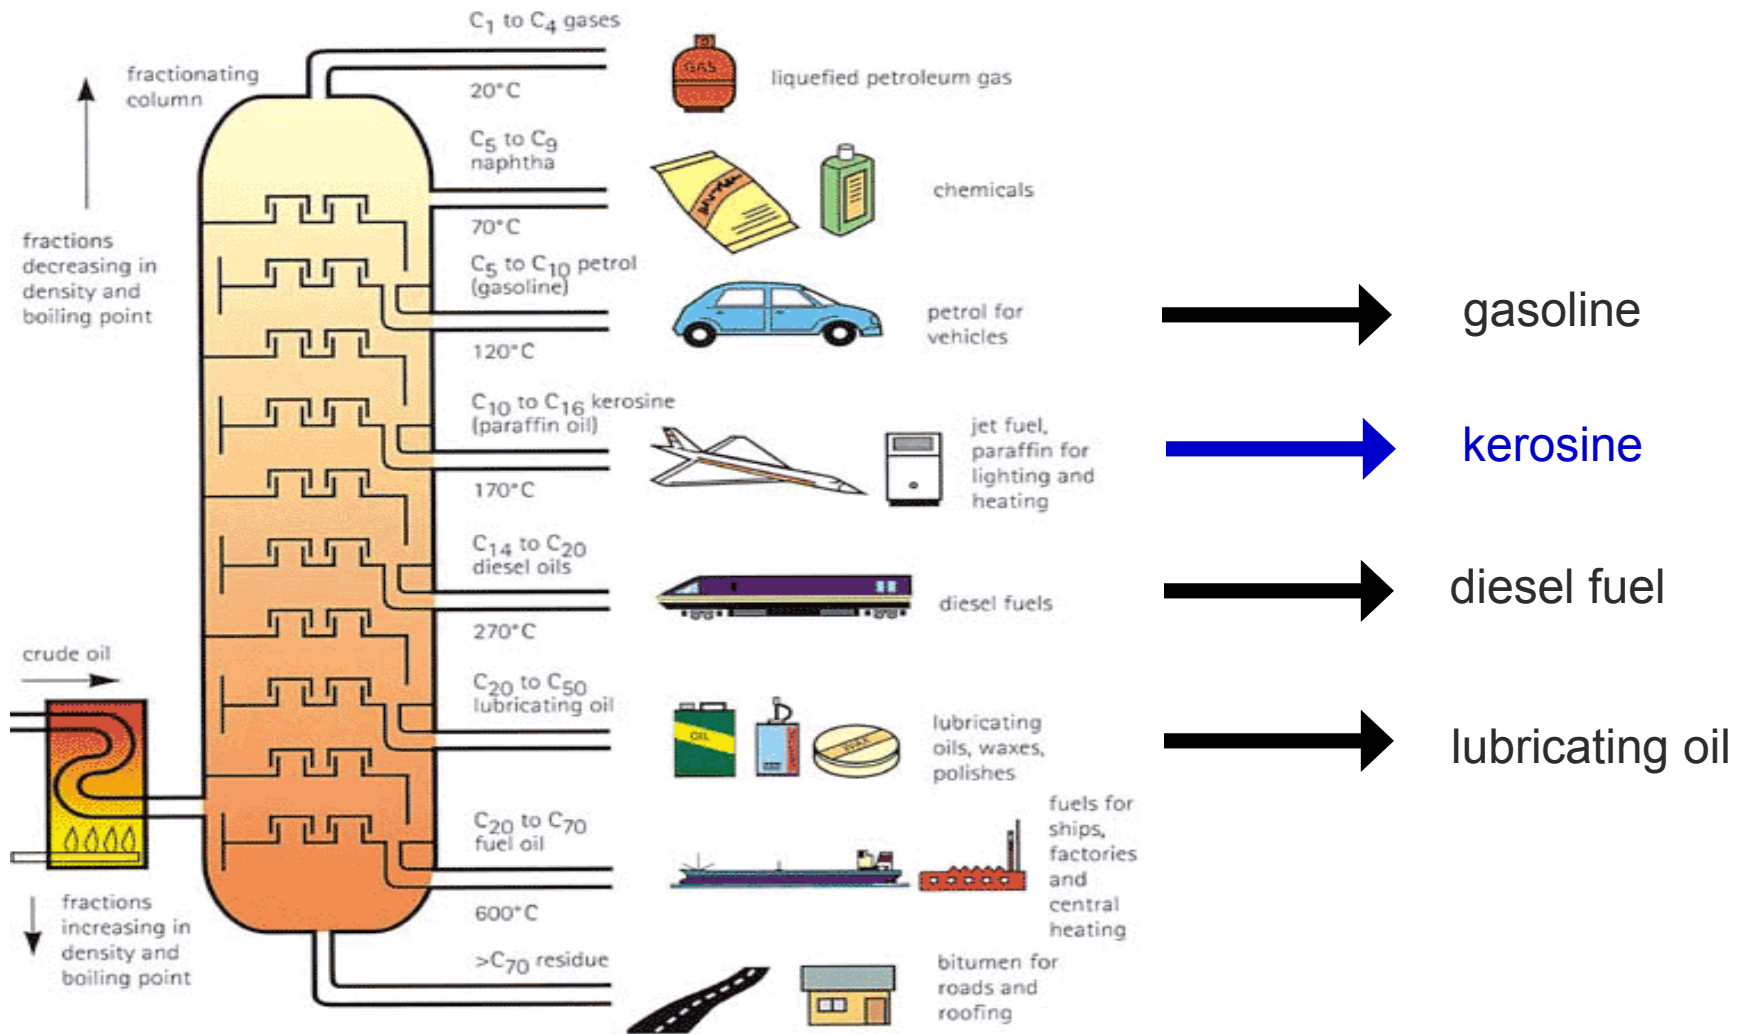 C1 to C4 gases
fractionating
column
GAS
liquefied petroleum gas
20°C
C5 to C9
naphtha
chemicals
70°C
fractions
decreasing in
density and
boiling point
C5 to C10 petrol
(gasoline)
petrol for
vehicles
gasoline
120°C
C10 to C16 kerosine
(paraffin oil)
jet fuel,
paraffin for
lighting and
heating
kerosine
170°C
C14 to C20
diesel oils
diesel fuels
diesel fuel
270°C
crude oil
C20 to C50
lubricating oil
OIL
WAX
lubricating
oils, waxes,
polishes
lubricating oil
C20 to C70
fuel oil
fuels for
ships,
factories
and
central
heating
600°C
fractions
increasing in
density and
boiling point
>C70 residue
bitumen for
roads and
roofing